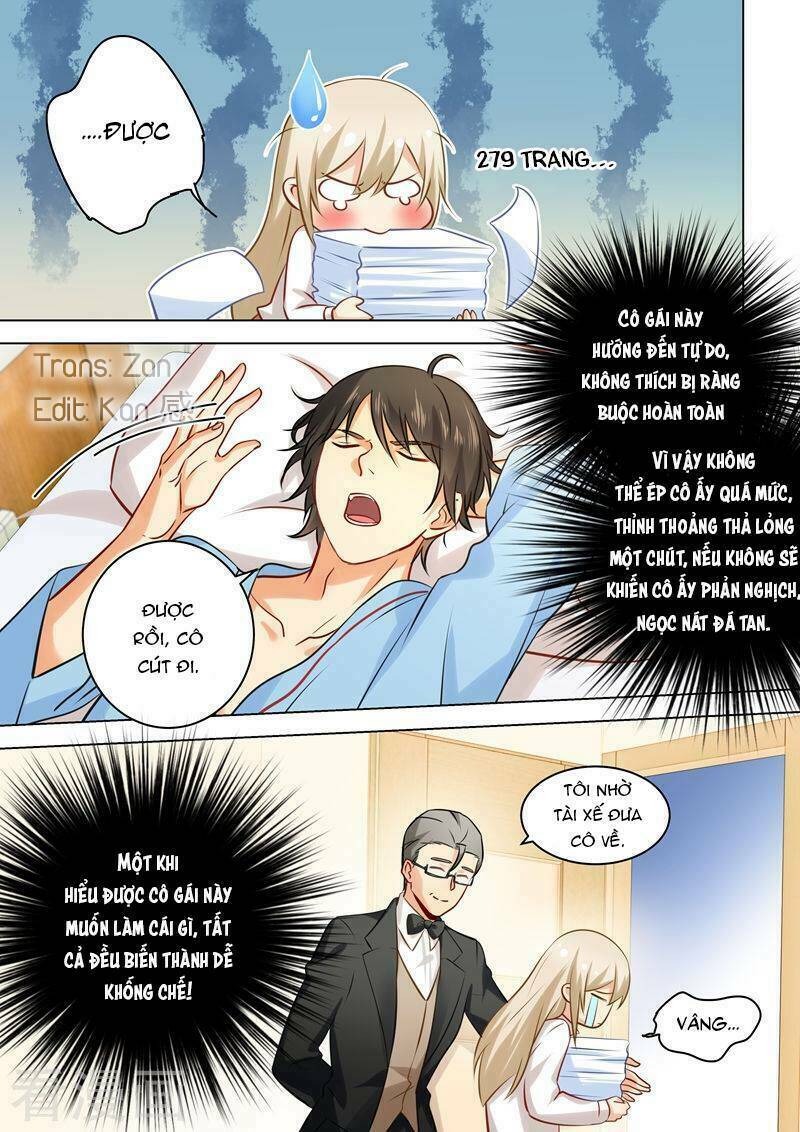 ....ĐƯỢC
279 TRANG...
CÔ GÁI NÀY
HƯỚNG ĐẾN TỰ DO,
KHÔNG THÍCH BỊ RÀNG
BUỘC HOÀN TOÀN
Trans: Zan
Edit: Kan 感
VÌ VẬY KHÔNG
THỂ ÉP CÔ ẤY QUÁ MỨC,
THỈNH THOẢNG THẢ LỎNG
MỘT CHÚT, NẾU KHÔNG SẼ
KHIẾN CÔ ẤY PHẢN NGHỊCH,
NGỌC NÁT ĐÁ TAN.
ĐƯỢC
RỒI, CÔ
CÚT ĐI.
TÔI NHỜ
TÀI XẾ ĐƯA
CÔ VỀ.
MỘT KHI
HIỂU ĐƯỢC CÔ GÁI NÀY
MUỐN LÀM CÁI GÌ, TẤT
CẢ ĐỀU BIẾN THÀNH DỄ
KHỐNG CHẾ!
VÂNG...
看漫画